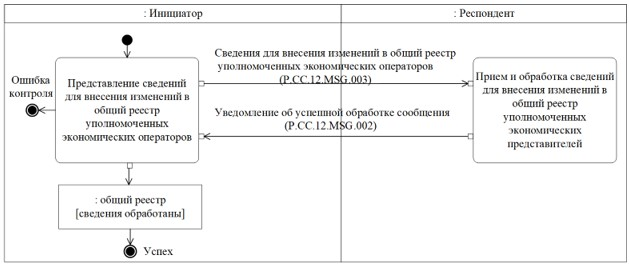 : Инициатор
: Респондент
Ошибка
контроля
Представление сведений
для внесения изменений в
общий реестр
уполномоченных
экономических операторов
Сведения для внесения изменений в общий реестр
уполномоченных экономических операторов
(P.CC.12.MSG.003)
Уведомление об успешной обработке сообщения
(P.CC.12.MSG.002)
Прием и обработка сведений
для внесения изменений в
общий реестр
уполномоченных
экономических
представителей
: общий реестр
[сведения обработаны]
Успех